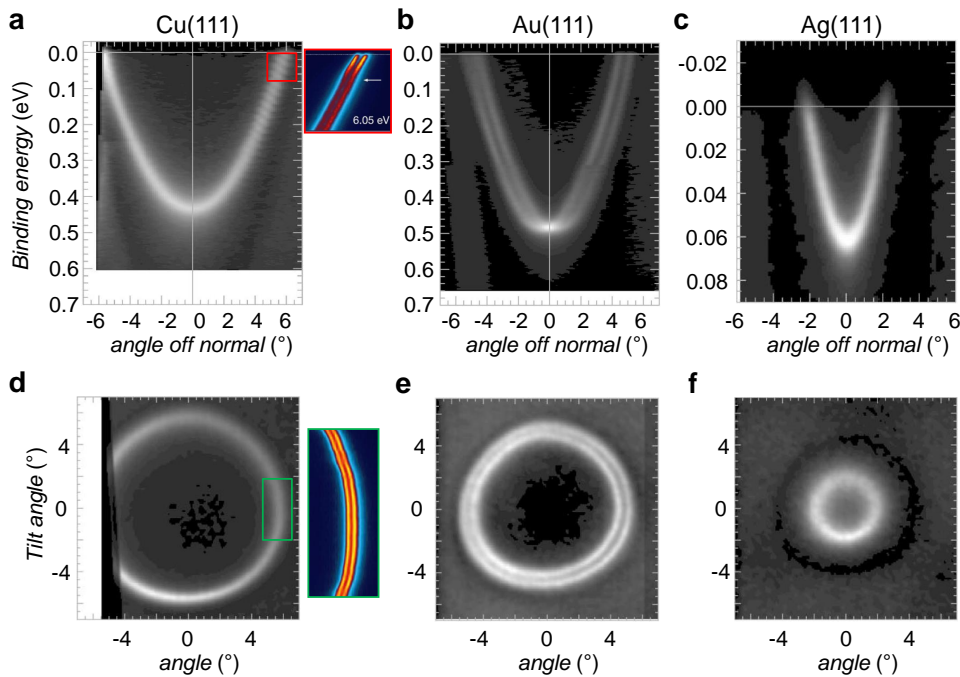 a Cu(111)
b Au(111)
c Ag(111)
Binding energy (eV)
0.0
0.1
0.2
0.3
0.4
0.5
0.6
0.7
-6 -4 -2 0 2 4 6
angle off normal (°)
6.05 eV
0.0
0.1
0.2
0.3
0.4
0.5
0.6
0.7
-6 -4 -2 0 2 4 6
angle off normal (°)
-0.02
0.00
0.02
0.04
0.06
0.08
-6 -4 -2 0 2 4 6
angle off normal (°)
d
e
f
Tilt angle (°)
4
0
-4
-4 0 4
angle (°)
4
0
-4
-4 0 4
angle (°)
4
0
-4
-4 0 4
angle (°)